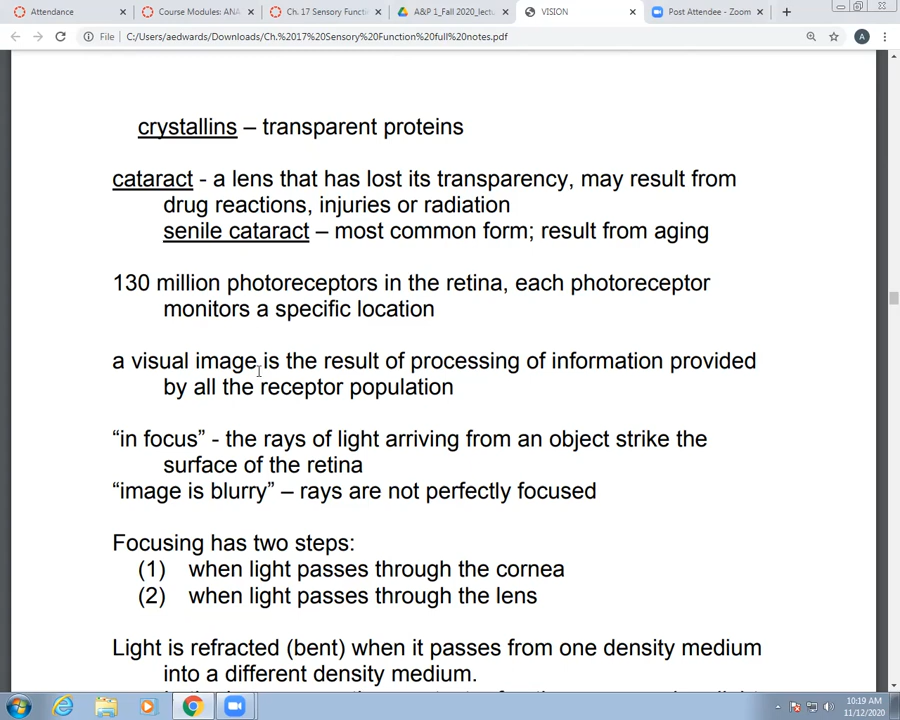 Attendance
Course Modules: ANA
Ch. 17 Sensory Functi
A&P 1_Fall 2020_lectu
VISION
Post Attendee - Zoom
File
C:/Users/aedwards/Downloads/Ch.%2017%20Sensory%20Function%20full%20notes.pdf
A
crystallins – transparent proteins
cataract - a lens that has lost its transparency, may result from
drug reactions, injuries or radiation
senile cataract – most common form; result from aging
130 million photoreceptors in the retina, each photoreceptor
monitors a specific location
a visual image is the result of processing of information provided
by all the receptor population
“in focus” - the rays of light arriving from an object strike the
surface of the retina
“image is blurry” – rays are not perfectly focused
Focusing has two steps:
(1) when light passes through the cornea
(2) when light passes through the lens
Light is refracted (bent) when it passes from one density medium
into a different density medium.
10:19 AM
11/12/2020